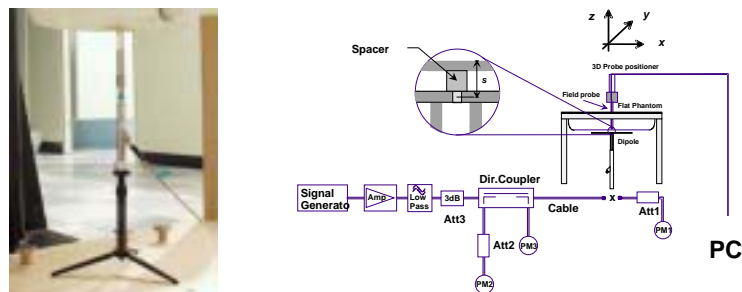 z
y
x
Spacer
s
3D Probe positioner
Field probe
Flat Phantom
Dipole
Dir.Coupler
Signal
Generato
Amp
Low
Pass
3dB
Att3
Cable
x
Att1
PM1
Att2
PM3
PM2
PC